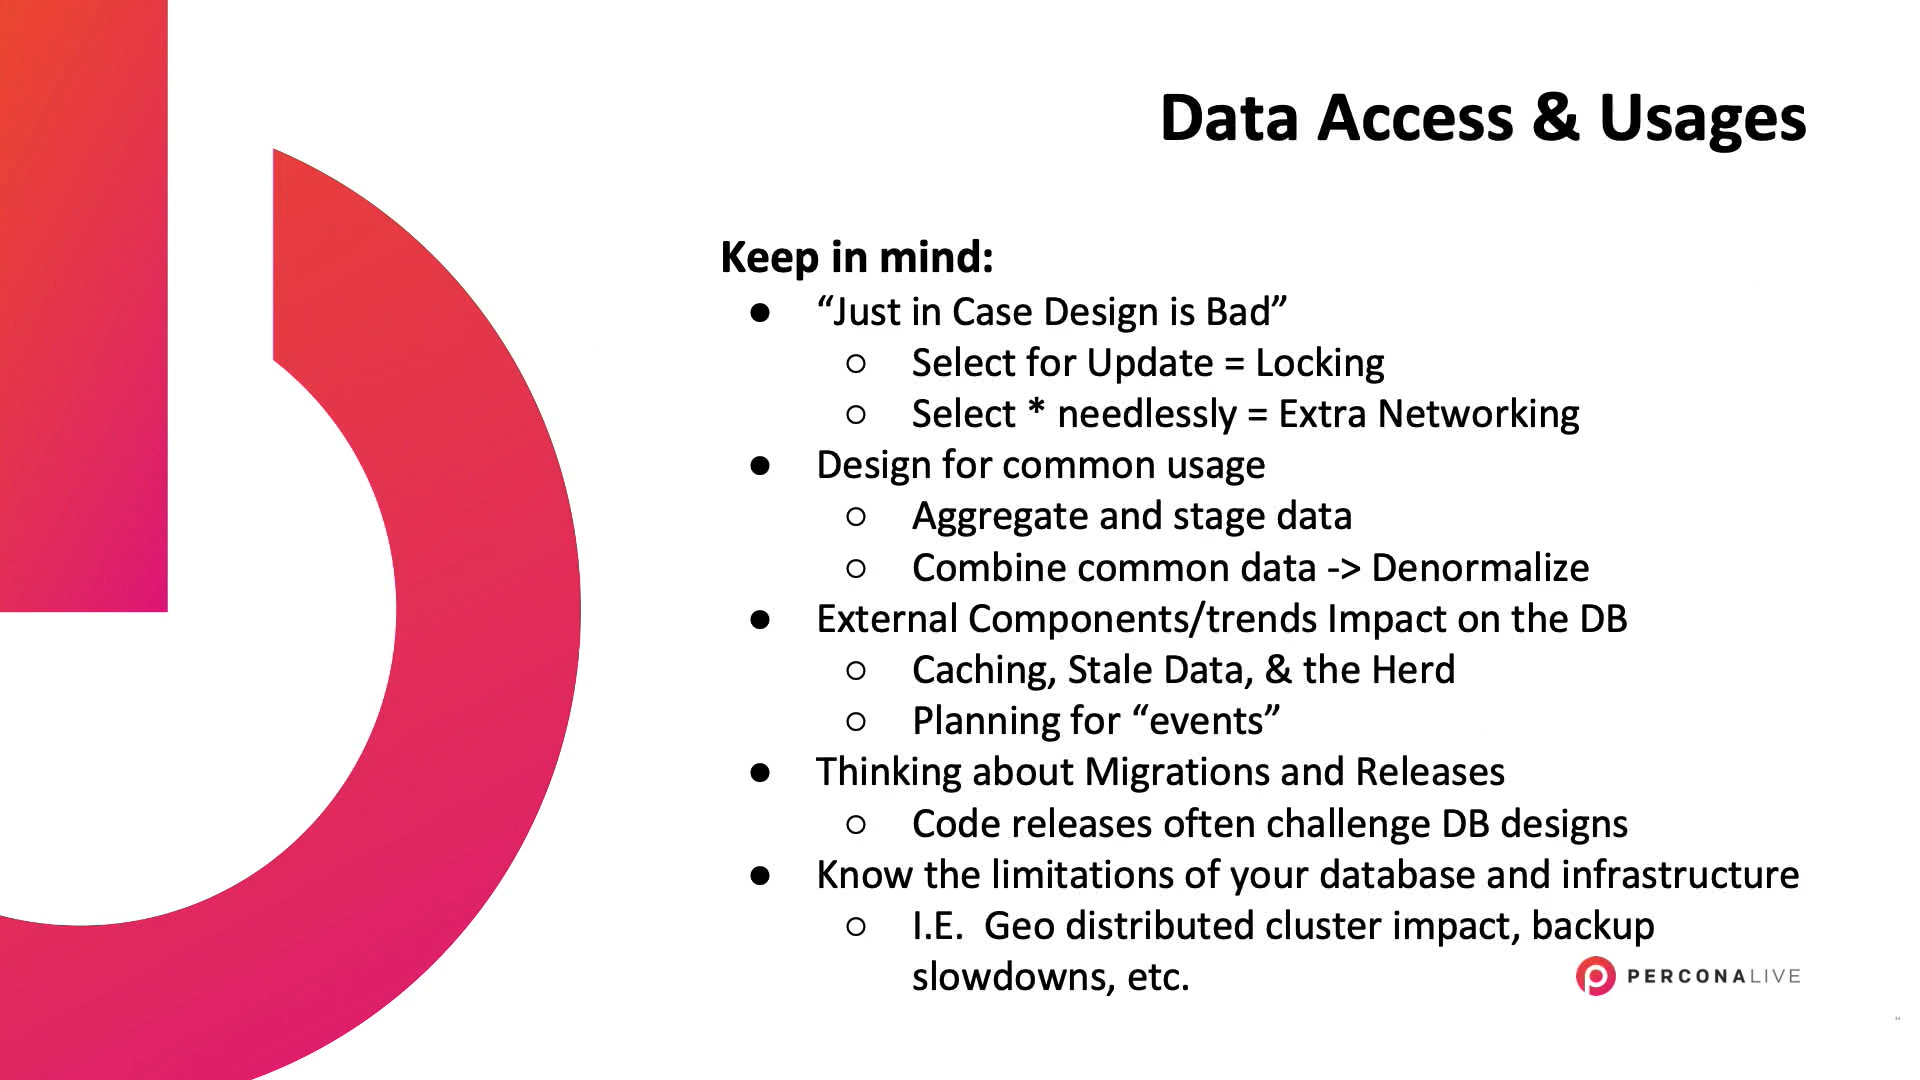 Data Access & Usages
Keep in mind:
● “Just in Case Design is Bad”
○ Select for Update = Locking
○ Select * needlessly = Extra Networking
● Design for common usage
○ Aggregate and stage data
○ Combine common data -> Denormalize
● External Components/trends Impact on the DB
○ Caching, Stale Data, & the Herd
○ Planning for “events”
● Thinking about Migrations and Releases
○ Code releases often challenge DB designs
● Know the limitations of your database and infrastructure
○ I.E.  Geo distributed cluster impact, backup
slowdowns, etc.
PERCONALIVE